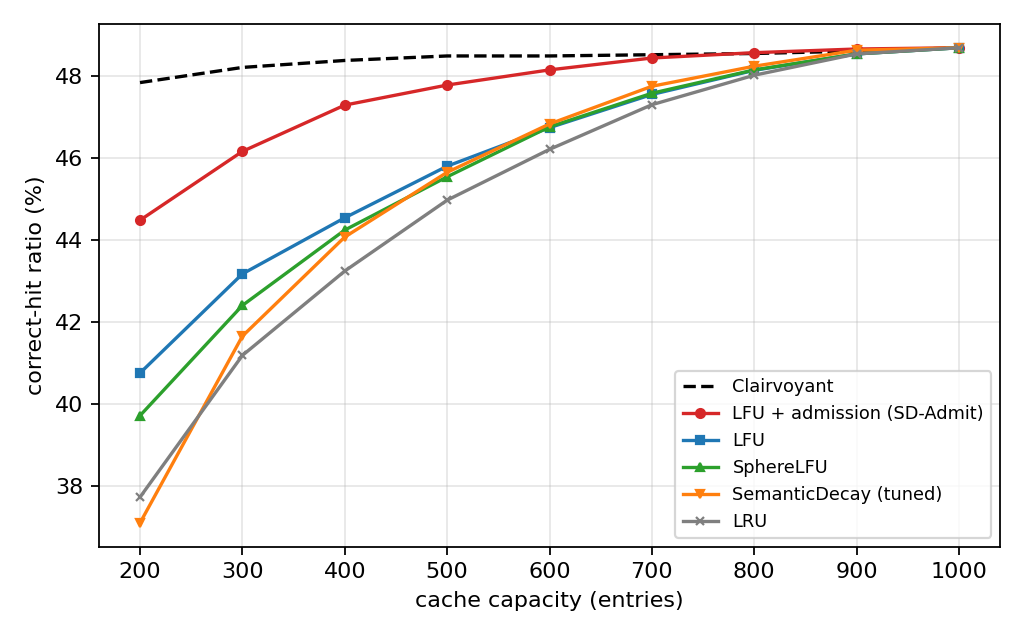 48
46
44
42
40
38
correct-hit ratio (%)
200 300 400 500 600 700 800 900 1000
cache capacity (entries)
Clairvoyant
LFU + admission (SD-Admit)
LFU
SphereLFU
SemanticDecay (tuned)
LRU